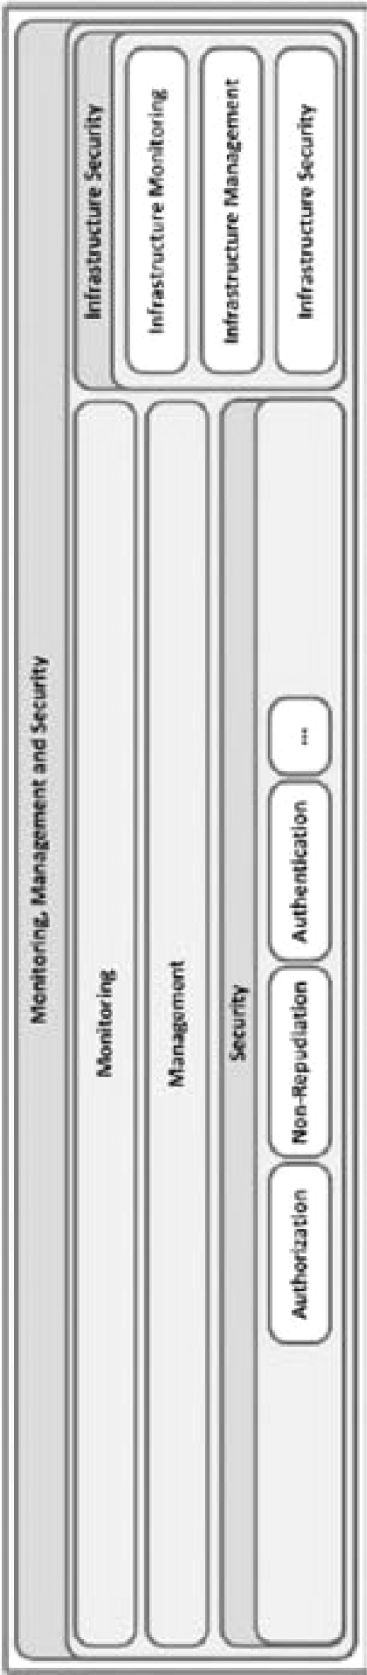 Monitoring, Management and Security
Monitoring
Management
Security
Authorization
Non-Repudiation
Authentication
...
Infrastructure Security
Infrastructure Monitoring
Infrastructure Management
Infrastructure Security